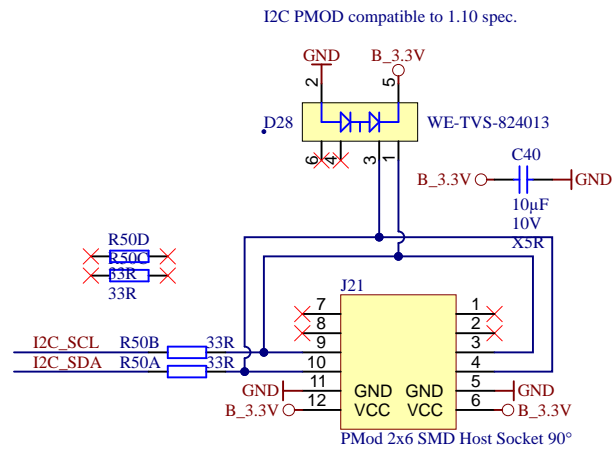 I2C PMOD compatible to 1.10 spec.
GND
B_3.3V
2
5
D28
WE-TVS-824013
6
4
3
1
C40
B_3.3V
GND
10µF
10V
X5R
R50D
R50C
33R
33R
J21
7
1
8
2
I2C_SCL
R50B
33R
9
3
I2C_SDA
R50A
33R
10
4
GND
11
GND
GND
5
GND
B_3.3V
12
VCC
VCC
6
B_3.3V
PMod 2x6 SMD Host Socket 90°